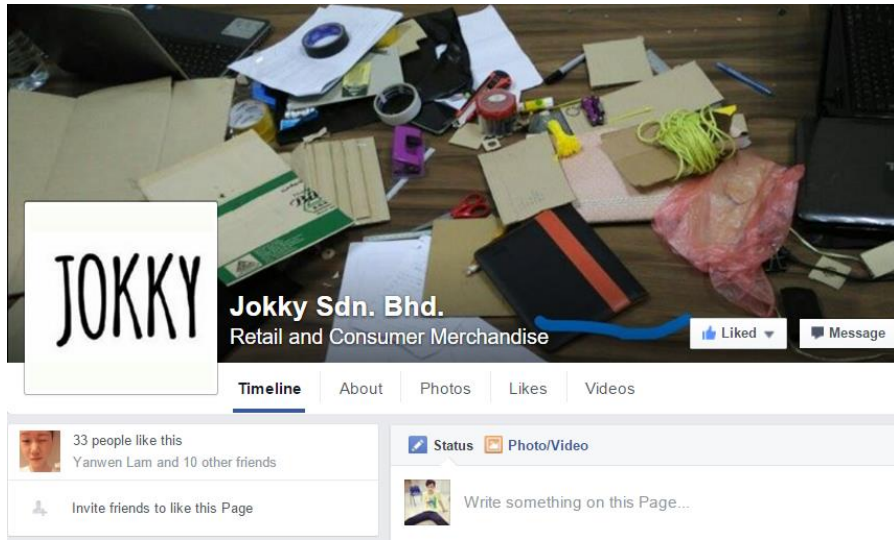 JOKKY
Jokky Sdn. Bhd.
Retail and Consumer Merchandise
Liked
Message
Timeline
About
Photos
Likes
Videos
33 people like this
Yanwen Lam and 10 other friends
Invite friends to like this Page
Status
Photo/Video
Write something on this Page...